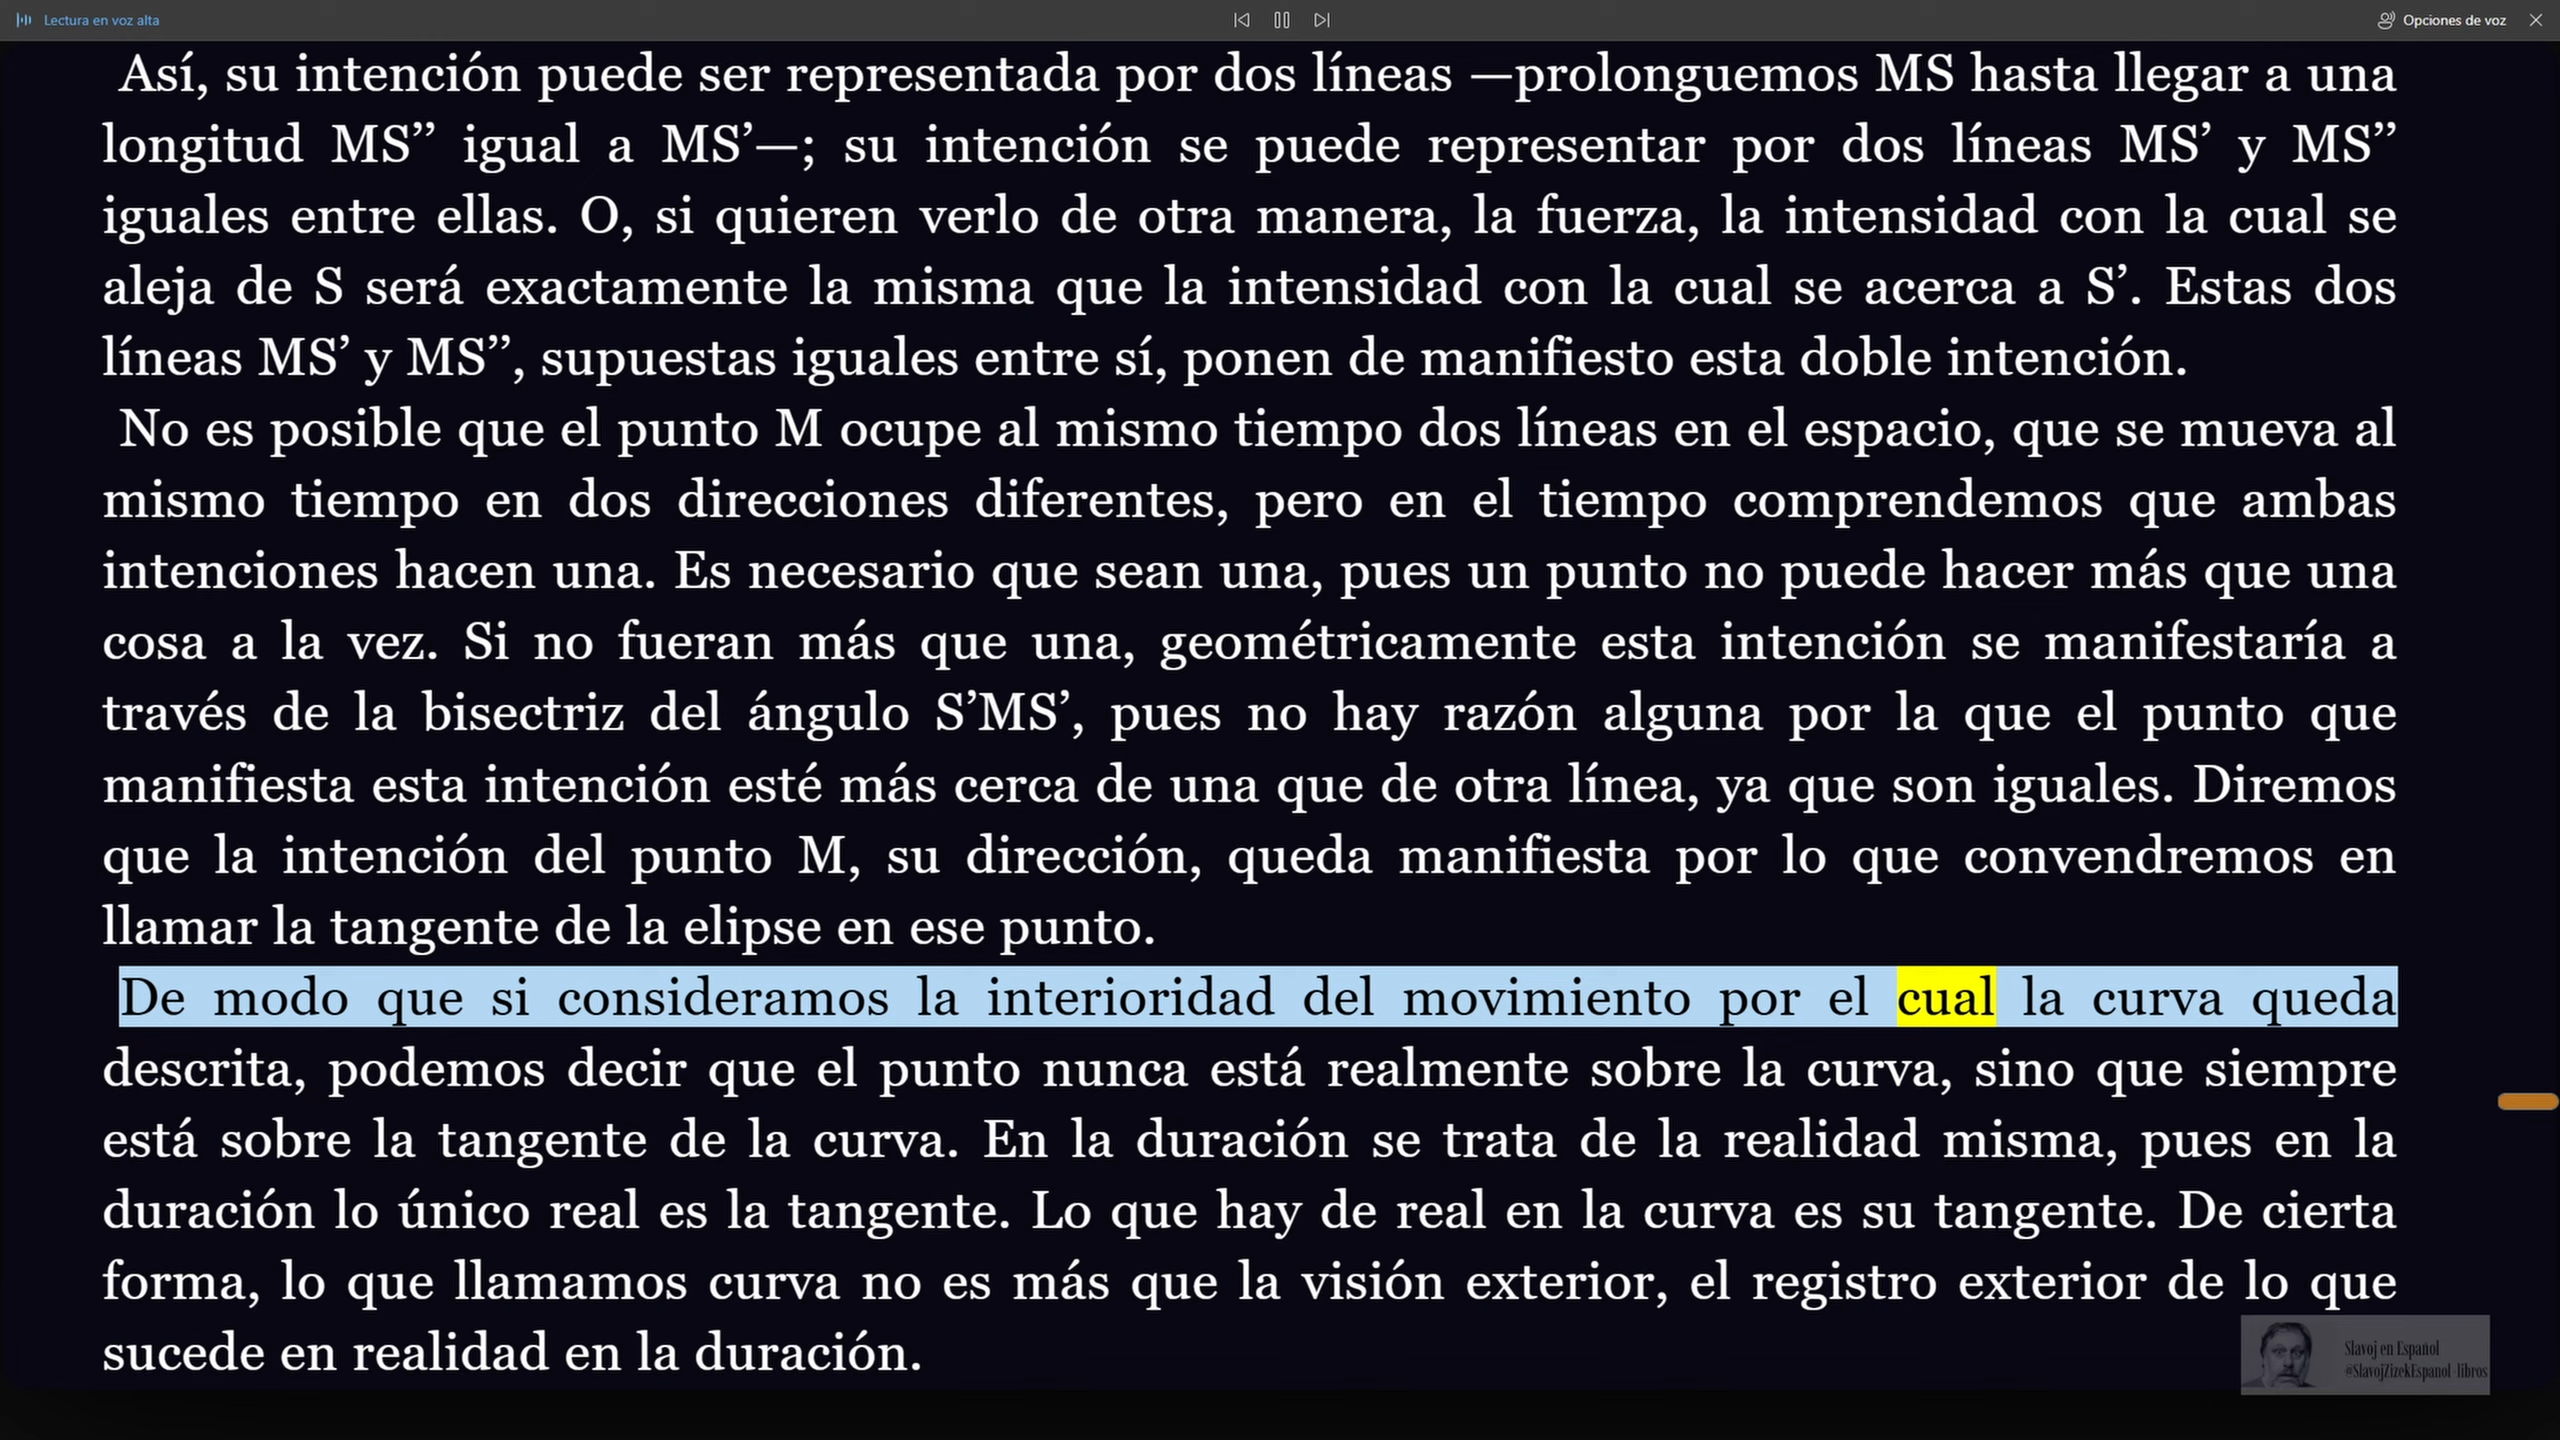 Lectura en voz alta
Opciones de voz
Así, su intención puede ser representada por dos líneas —prolonguemos MS hasta llegar a una
longitud MS’’ igual a MS’—; su intención se puede representar por dos líneas MS’ y MS’’
iguales entre ellas. O, si quieren verlo de otra manera, la fuerza, la intensidad con la cual se
aleja de S será exactamente la misma que la intensidad con la cual se acerca a S’. Estas dos
líneas MS’ y MS’’, supuestas iguales entre sí, ponen de manifiesto esta doble intención.
No es posible que el punto M ocupe al mismo tiempo dos líneas en el espacio, que se mueva al
mismo tiempo en dos direcciones diferentes, pero en el tiempo comprendemos que ambas
intenciones hacen una. Es necesario que sean una, pues un punto no puede hacer más que una
cosa a la vez. Si no fueran más que una, geométricamente esta intención se manifestaría a
través de la bisectriz del ángulo S’MS’, pues no hay razón alguna por la que el punto que
manifiesta esta intención esté más cerca de una que de otra línea, ya que son iguales. Diremos
que la intención del punto M, su dirección, queda manifiesta por lo que convendremos en
llamar la tangente de la elipse en ese punto.
De modo que si consideramos la interioridad del movimiento por el cual la curva queda
descrita, podemos decir que el punto nunca está realmente sobre la curva, sino que siempre
está sobre la tangente de la curva. En la duración se trata de la realidad misma, pues en la
duración lo único real es la tangente. Lo que hay de real en la curva es su tangente. De cierta
forma, lo que llamamos curva no es más que la visión exterior, el registro exterior de lo que
sucede en realidad en la duración.
Slavoj en Español
@SlavojZizekEspanol-libros